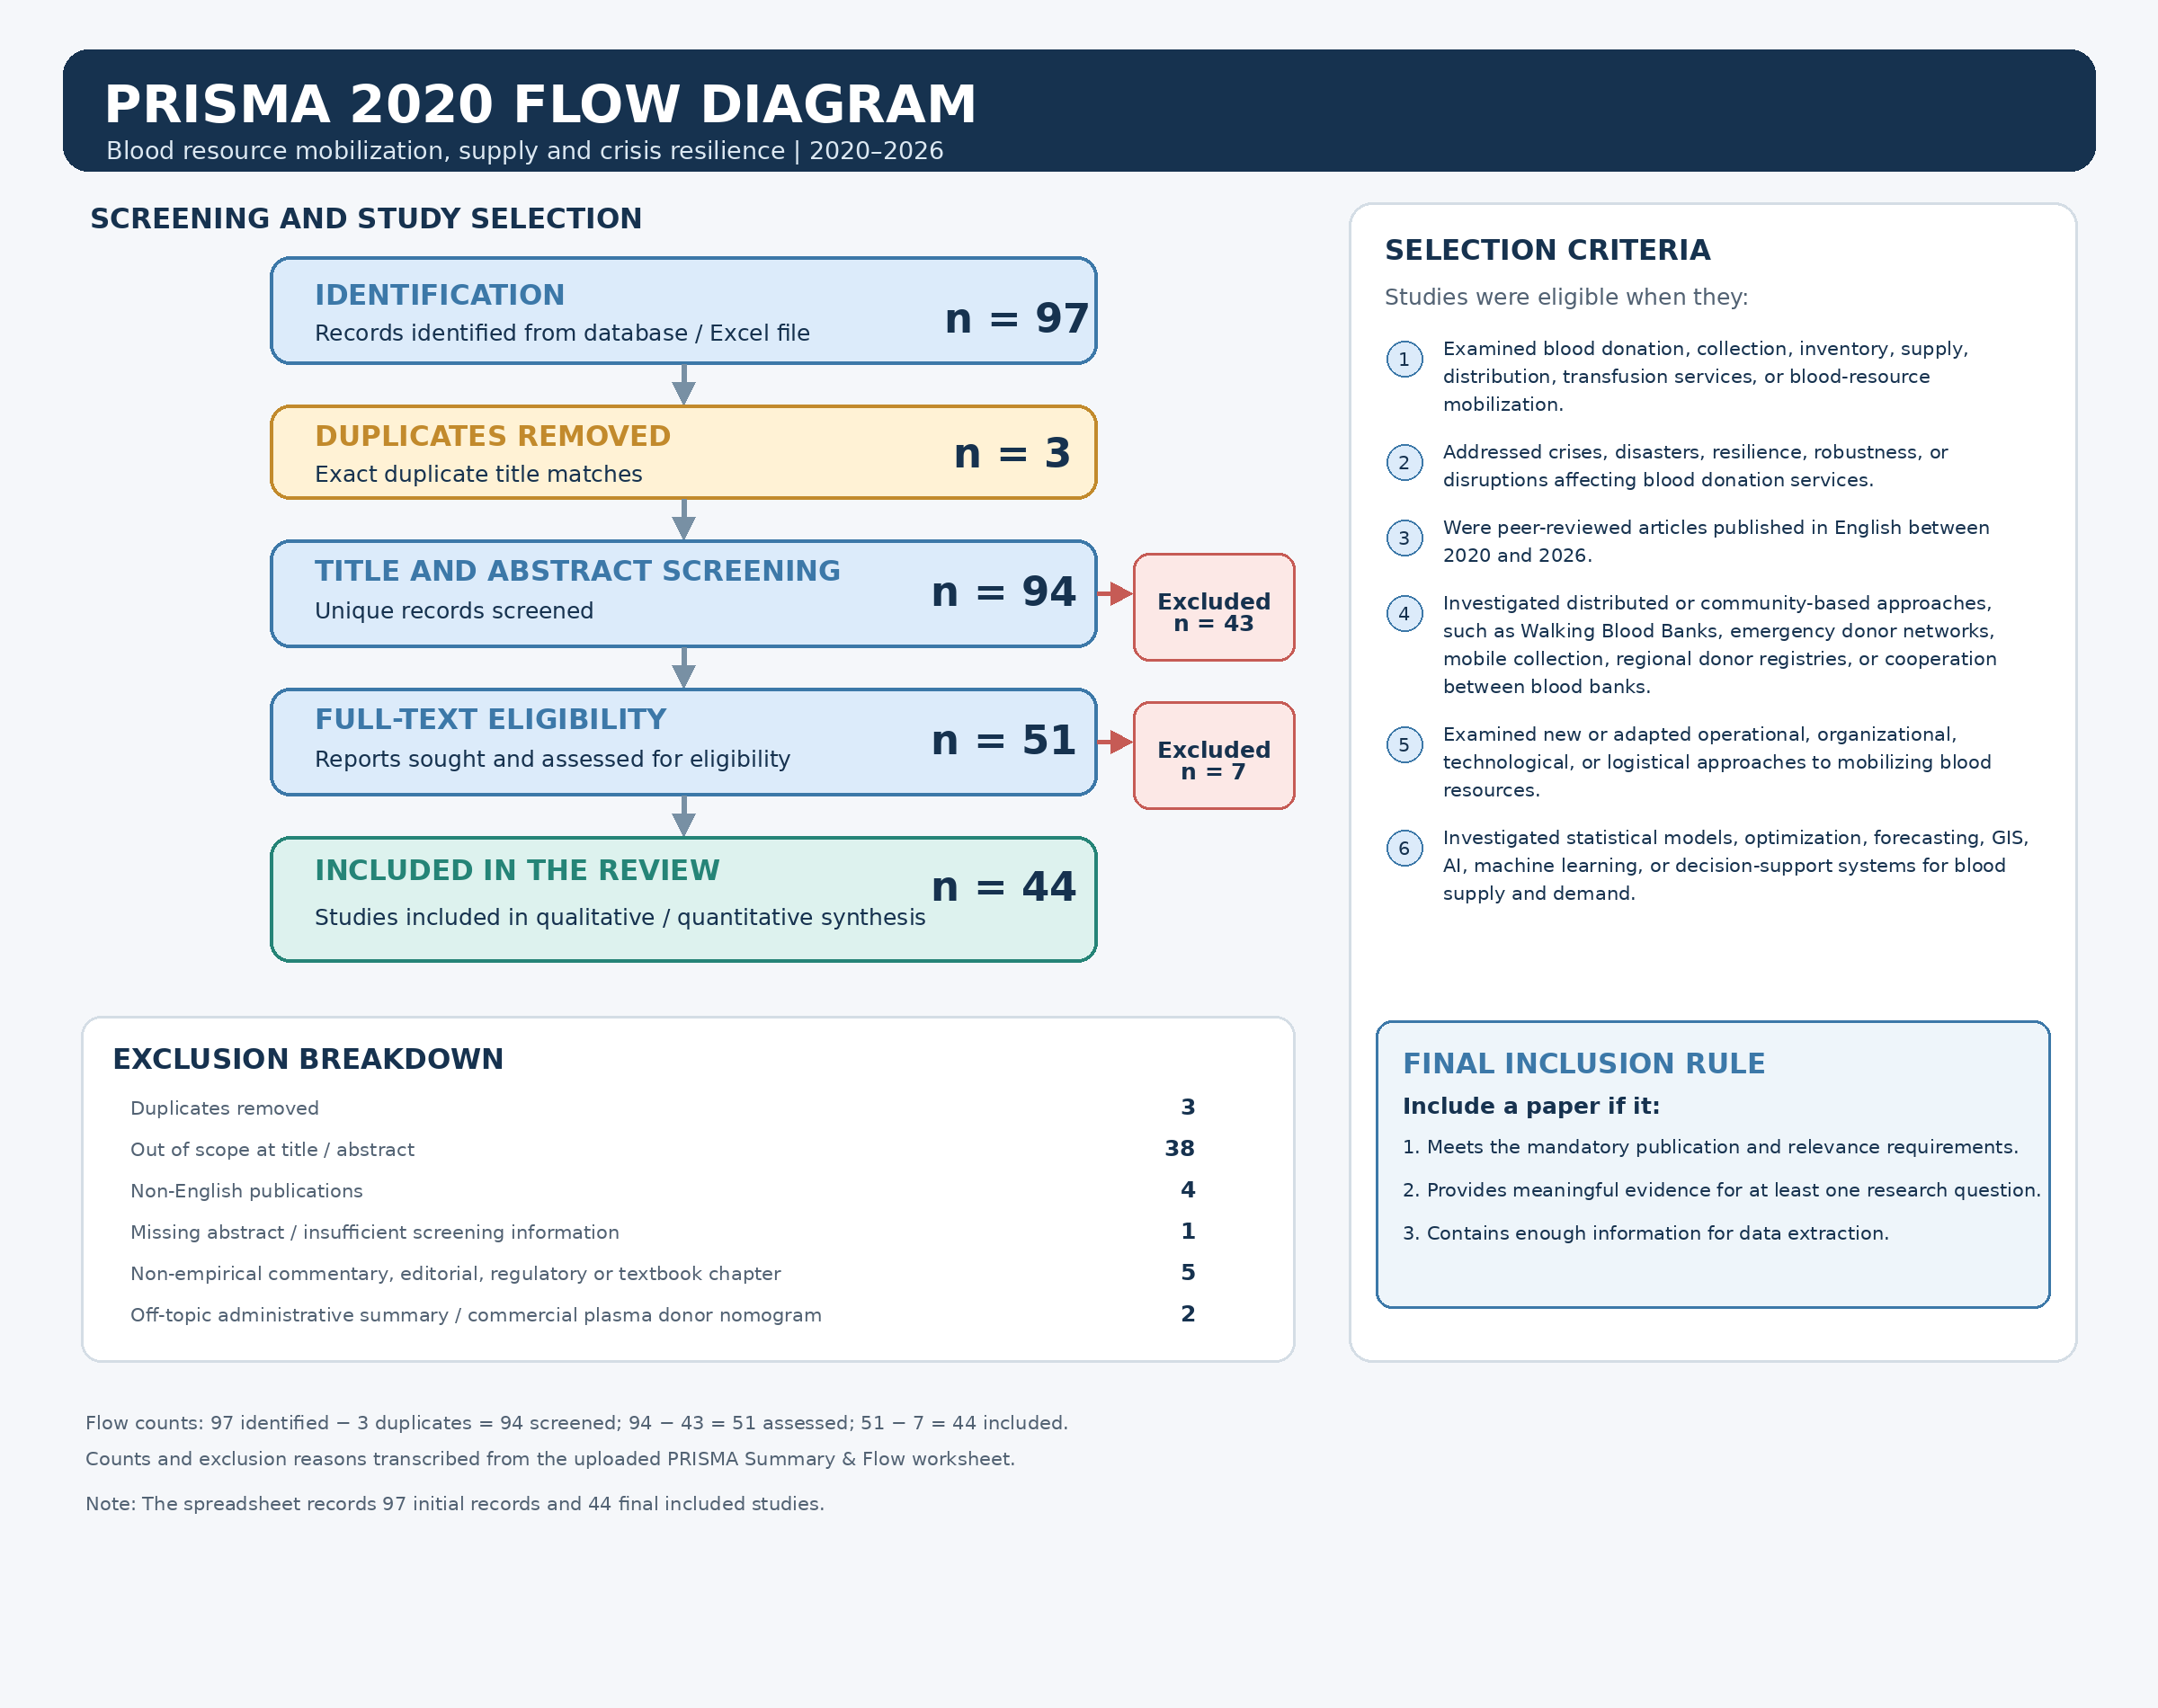 PRISMA 2020 FLOW DIAGRAM
Blood resource mobilization, supply and crisis resilience | 2020–2026
SCREENING AND STUDY SELECTION
IDENTIFICATION
Records identified from database / Excel file
n = 97
DUPLICATES REMOVED
Exact duplicate title matches
n = 3
TITLE AND ABSTRACT SCREENING
Unique records screened
n = 94
Excluded
n = 43
FULL-TEXT ELIGIBILITY
Reports sought and assessed for eligibility
n = 51
Excluded
n = 7
INCLUDED IN THE REVIEW
Studies included in qualitative / quantitative synthesis
n = 44
EXCLUSION BREAKDOWN
Duplicates removed 3
Out of scope at title / abstract 38
Non-English publications 4
Missing abstract / insufficient screening information 1
Non-empirical commentary, editorial, regulatory or textbook chapter 5
Off-topic administrative summary / commercial plasma donor nomogram 2
SELECTION CRITERIA
Studies were eligible when they:
1 Examined blood donation, collection, inventory, supply,
distribution, transfusion services, or blood-resource
mobilization.
2 Addressed crises, disasters, resilience, robustness, or
disruptions affecting blood donation services.
3 Were peer-reviewed articles published in English between
2020 and 2026.
4 Investigated distributed or community-based approaches,
such as Walking Blood Banks, emergency donor networks,
mobile collection, regional donor registries, or cooperation
between blood banks.
5 Examined new or adapted operational, organizational,
technological, or logistical approaches to mobilizing blood
resources.
6 Investigated statistical models, optimization, forecasting, GIS,
AI, machine learning, or decision-support systems for blood
supply and demand.
FINAL INCLUSION RULE
Include a paper if it:
1. Meets the mandatory publication and relevance requirements.
2. Provides meaningful evidence for at least one research question.
3. Contains enough information for data extraction.
Flow counts: 97 identified − 3 duplicates = 94 screened; 94 − 43 = 51 assessed; 51 − 7 = 44 included.
Counts and exclusion reasons transcribed from the uploaded PRISMA Summary & Flow worksheet.
Note: The spreadsheet records 97 initial records and 44 final included studies.